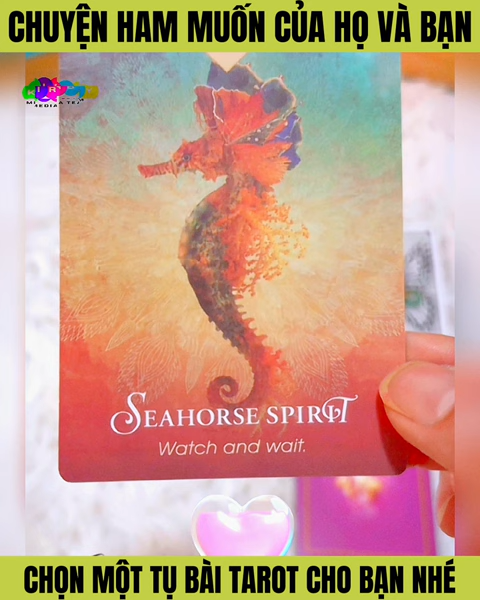 CHUYỆN HAM MUỐN CỦA HỌ VÀ BẠN
SEAHORSE SPIRIT
Watch and wait.
CHỌN MỘT TỤ BÀI TAROT CHO BẠN NHÉ